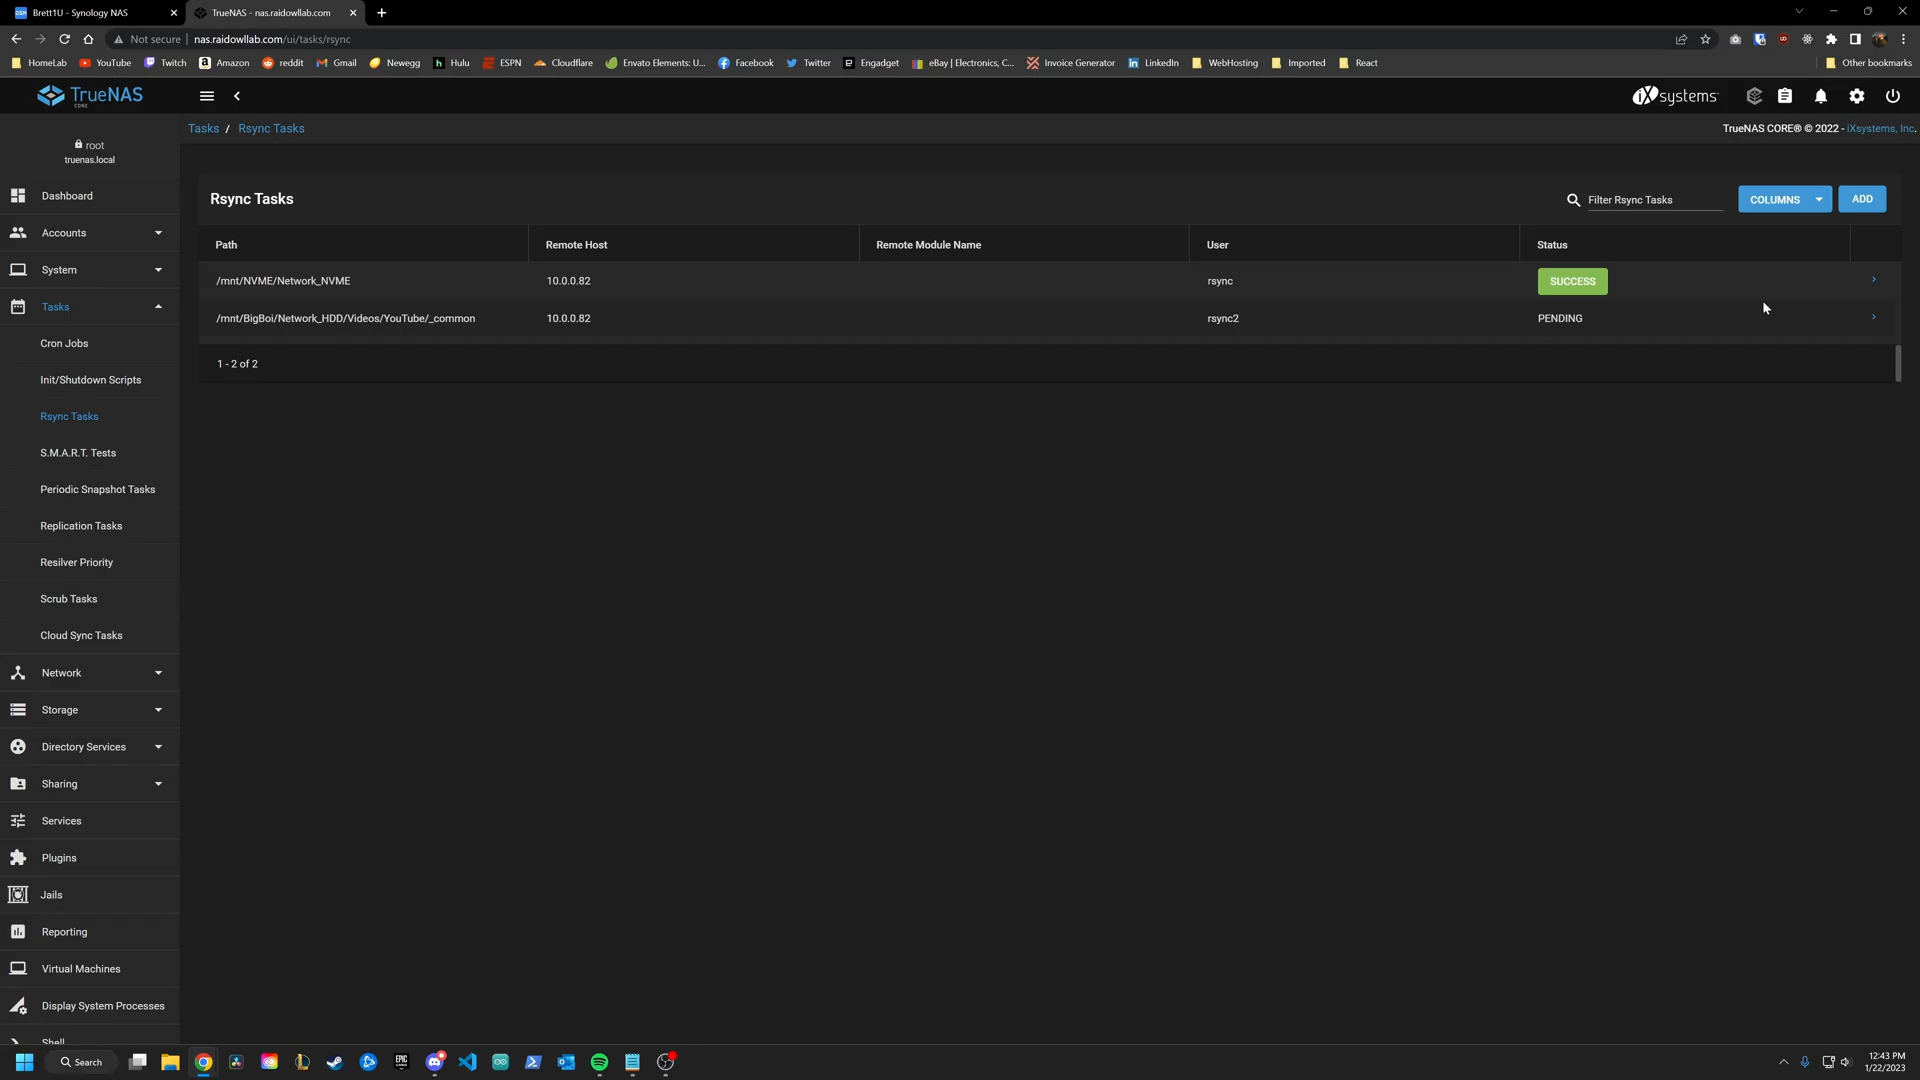 Brett1U - Synology NAS
TrueNAS - nas.raidowllab.com
Not secure
nas.raidowllab.com/ui/tasks/rsync
HomeLab
YouTube
Twitch
Amazon
reddit
Gmail
Newegg
Hulu
ESPN
Cloudflare
Envato Elements: U...
Facebook
Twitter
Engadget
eBay | Electronics, C...
Invoice Generator
LinkedIn
WebHosting
Imported
React
Other bookmarks
TrueNAS
CORE
iXsystems
Tasks / Rsync Tasks
TrueNAS CORE® © 2022 - iXsystems, Inc.
root
truenas.local
Dashboard
Accounts
System
Tasks
Cron Jobs
Init/Shutdown Scripts
Rsync Tasks
S.M.A.R.T. Tests
Periodic Snapshot Tasks
Replication Tasks
Resilver Priority
Scrub Tasks
Cloud Sync Tasks
Network
Storage
Directory Services
Sharing
Services
Plugins
Jails
Reporting
Virtual Machines
Display System Processes
Shell
Rsync Tasks
Filter Rsync Tasks
COLUMNS
ADD
Path Remote Host Remote Module Name User Status
/mnt/NVME/Network_NVME 10.0.0.82 rsync SUCCESS
/mnt/BigBoi/Network_HDD/Videos/YouTube/_common 10.0.0.82 rsync2 PENDING
1 - 2 of 2
Search
EPIC
12:43 PM
1/22/2023